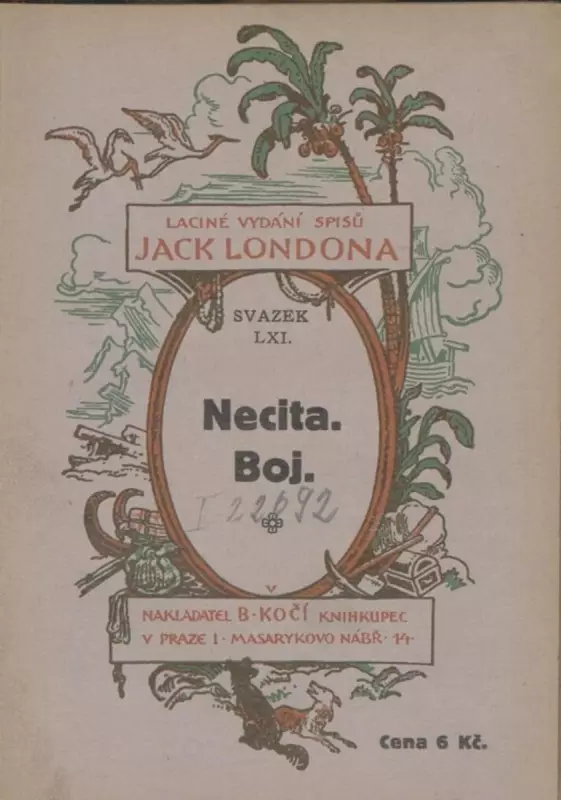 LACINÉ VYDÁNÍ SPISŮ
JACK LONDONA
SVAZEK
LXI.
Necita.
Boj.
I 22692
NAKLADATEL B·KOČÍ KNIHKUPEC
V PRAZE I· MASARYKOVO NÁBŘ· 14·
Cena 6 Kč.